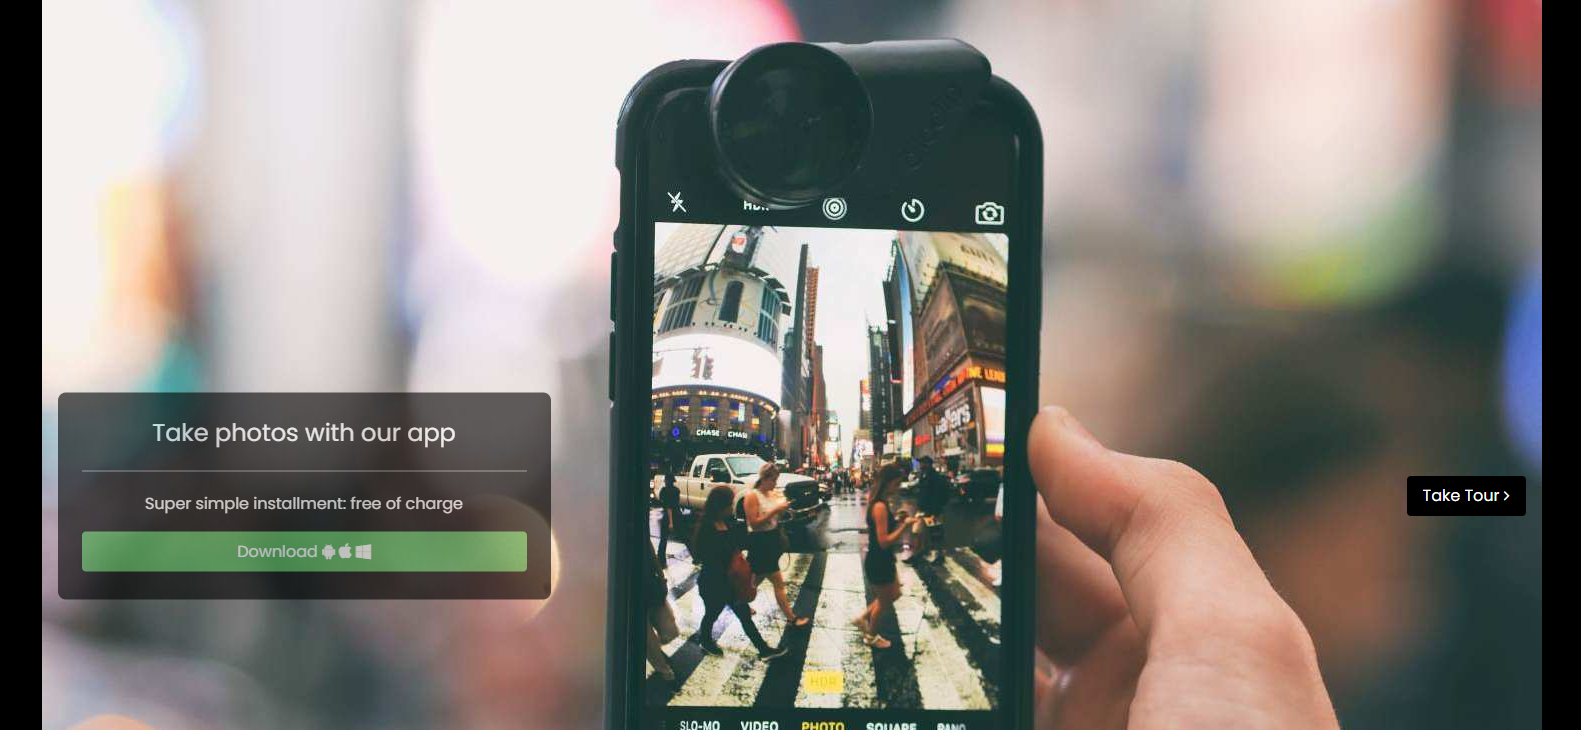 HDR
CHASE CHASE
Take photos with our app
Super simple installment: free of charge
Download
Take Tour ›
HDR
SLO-MO VIDEO PHOTO SQUARE PANO